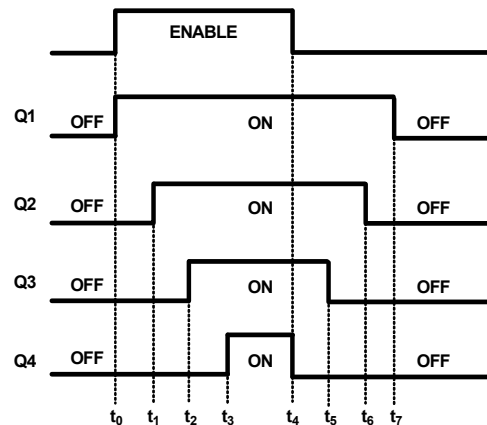 ENABLE
Q1 OFF ON OFF
Q2 OFF ON OFF
Q3 OFF ON OFF
Q4 OFF ON OFF
t0 t1 t2 t3 t4 t5 t6 t7